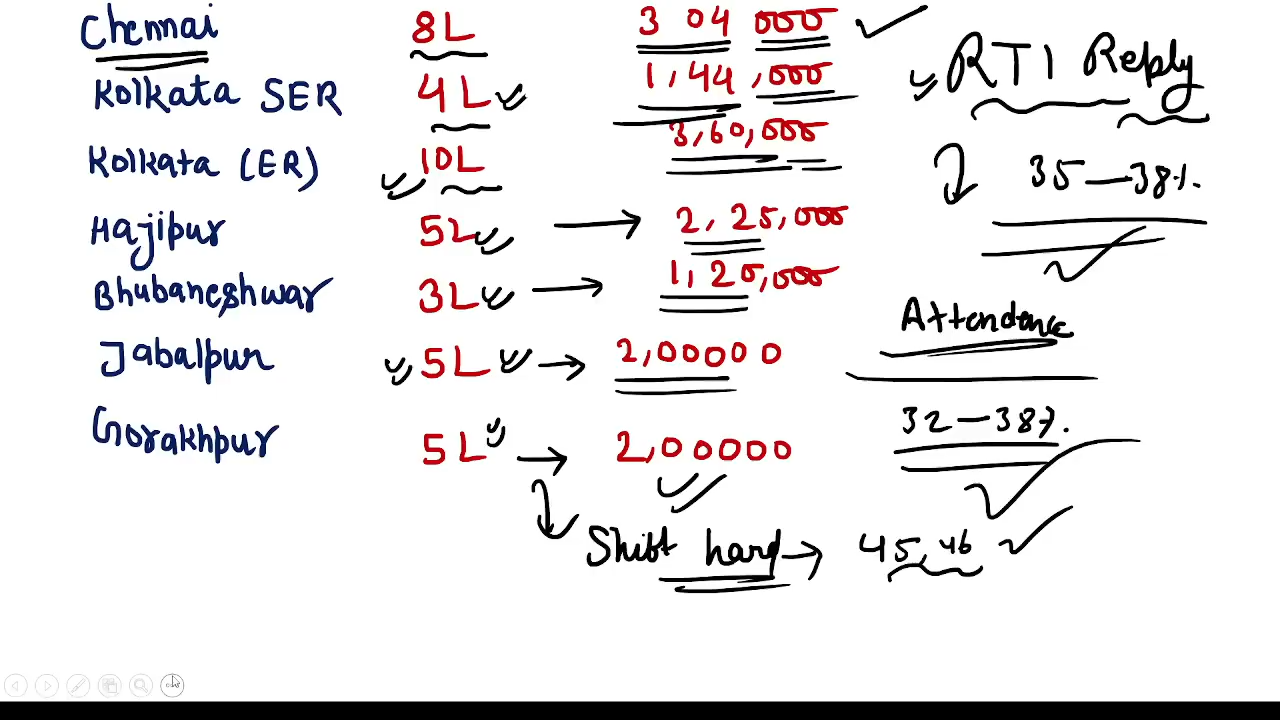 Chennai 8L 3 04 000
Kolkata SER 4L 1,44,000
Kolkata (ER) 10L 3,60,000
Hajipur 5L → 2,25,000
Bhubaneshwar 3L → 1,20,000
Jabalpur 5L → 2,00000
Gorakhpur 5L → 2,00000
Shift hard → 45,46
RTI Reply
35—38%.
Attendence
32—38%.